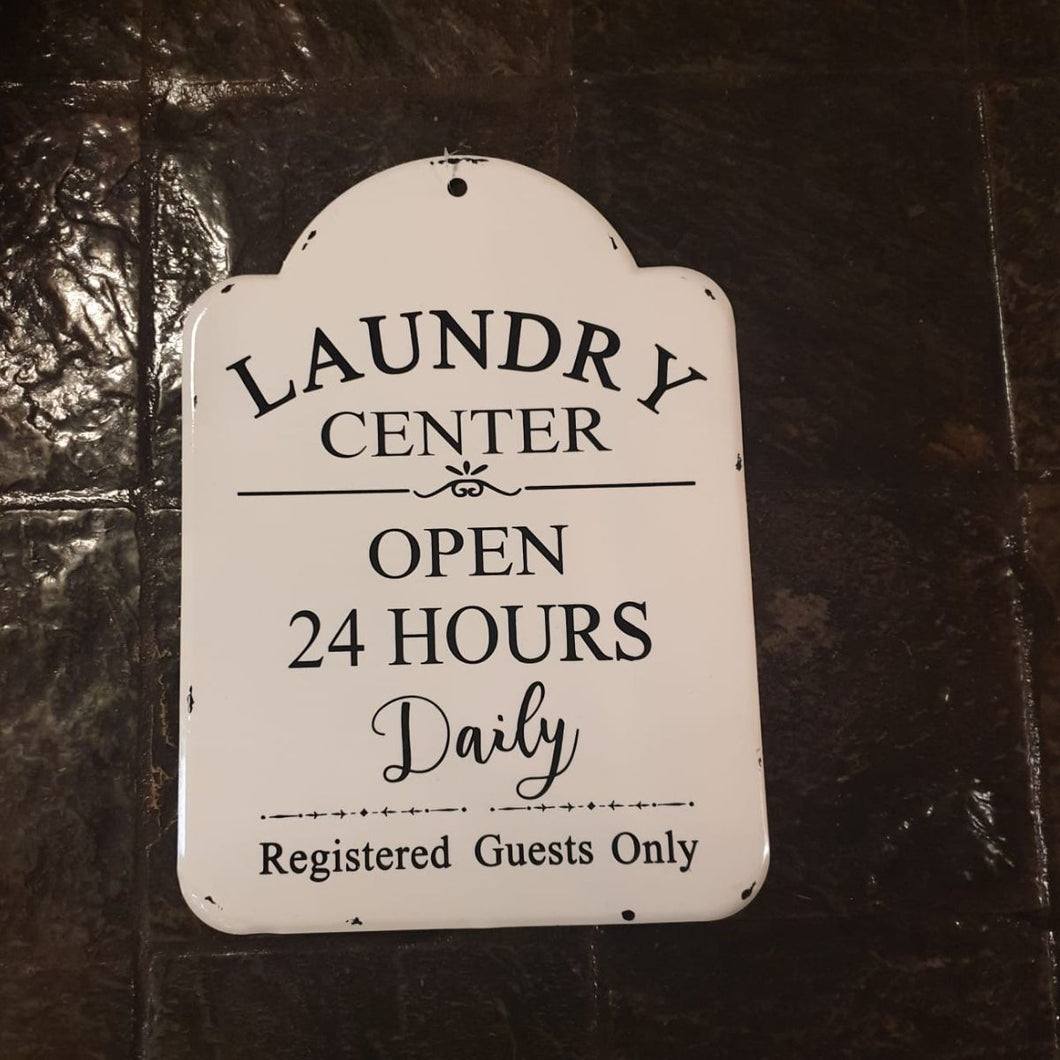 LAUNDRY
CENTER
OPEN
24 HOURS
Daily
Registered Guests Only